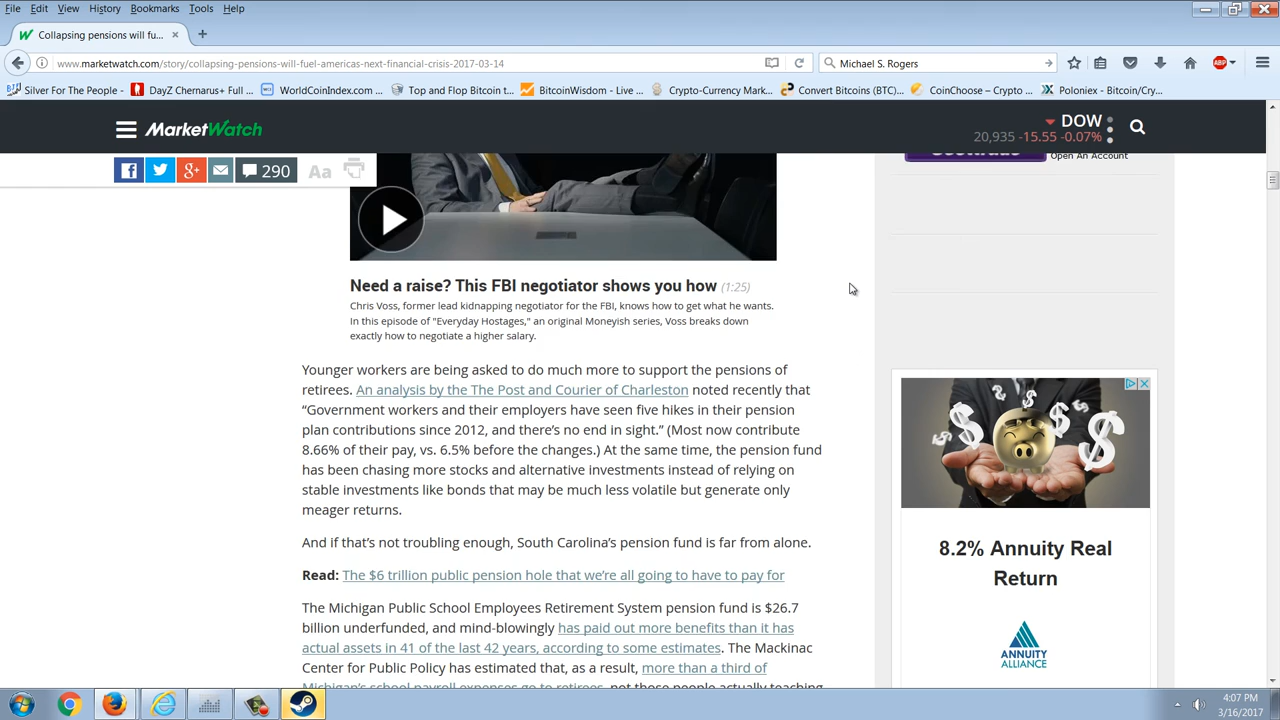 File Edit View History Bookmarks Tools Help
Collapsing pensions will fu...
www.marketwatch.com/story/collapsing-pensions-will-fuel-americas-next-financial-crisis-2017-03-14
Michael S. Rogers
ABP
Silver For The People - ...
DayZ Chernarus+ Full ...
WorldCoinIndex.com ...
Top and Flop Bitcoin t...
BitcoinWisdom - Live ...
Crypto-Currency Mark...
Convert Bitcoins (BTC)...
CoinChoose – Crypto ...
Poloniex - Bitcoin/Cry...
MarketWatch
DOW
20,935 -15.55 -0.07%
290
Aa
Open An Account
Need a raise? This FBI negotiator shows you how (1:25)
Chris Voss, former lead kidnapping negotiator for the FBI, knows how to get what he wants.
In this episode of "Everyday Hostages," an original Moneyish series, Voss breaks down
exactly how to negotiate a higher salary.
Younger workers are being asked to do much more to support the pensions of
retirees. An analysis by the The Post and Courier of Charleston noted recently that
“Government workers and their employers have seen five hikes in their pension
plan contributions since 2012, and there’s no end in sight.” (Most now contribute
8.66% of their pay, vs. 6.5% before the changes.) At the same time, the pension fund
has been chasing more stocks and alternative investments instead of relying on
stable investments like bonds that may be much less volatile but generate only
meager returns.
And if that’s not troubling enough, South Carolina’s pension fund is far from alone.
Read: The $6 trillion public pension hole that we’re all going to have to pay for
The Michigan Public School Employees Retirement System pension fund is $26.7
billion underfunded, and mind-blowingly has paid out more benefits than it has
actual assets in 41 of the last 42 years, according to some estimates. The Mackinac
Center for Public Policy has estimated that, as a result, more than a third of
Michigan’s school payroll expenses go to retirees, not those people actually teaching
8.2% Annuity Real
Return
ANNUITY
ALLIANCE
4:07 PM
3/16/2017